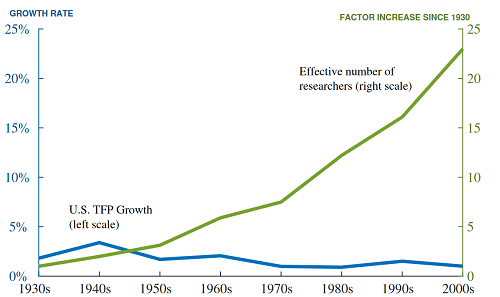 GROWTH RATE
FACTOR INCREASE SINCE 1930
25%
20%
15%
10%
5%
0%
25
20
15
10
5
0
Effective number of
researchers (right scale)
U.S. TFP Growth
(left scale)
1930s 1940s 1950s 1960s 1970s 1980s 1990s 2000s